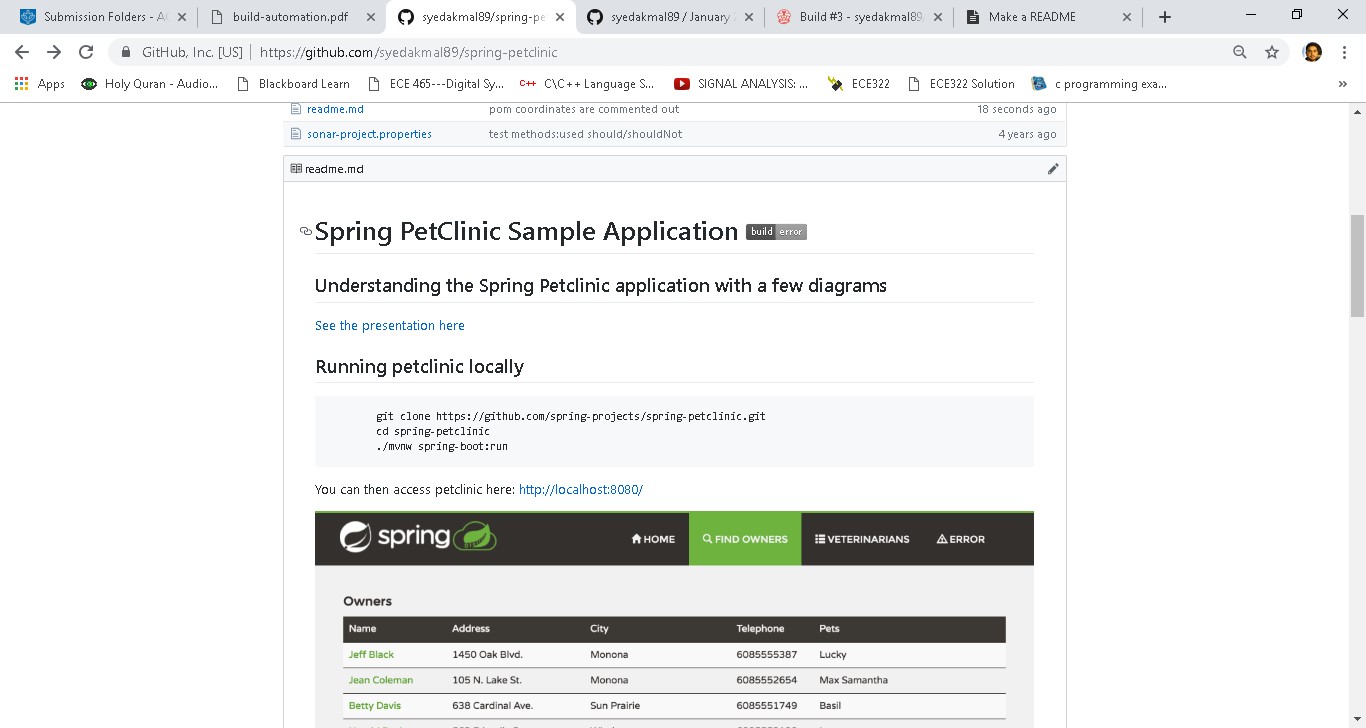 Submission Folders - A
build-automation.pdf
syedakmal89/spring-pe
syedakmal89 / January
Build #3 - syedakmal89
Make a README
GitHub, Inc. [US] https://github.com/syedakmal89/spring-petclinic
Apps
Holy Quran - Audio...
Blackboard Learn
ECE 465---Digital Sy...
C\C++ Language S...
SIGNAL ANALYSIS: ...
ECE322
ECE322 Solution
c programming exa...
readme.md pom coordinates are commented out 18 seconds ago
sonar-project.properties test methods:used should/shouldNot 4 years ago
readme.md
Spring PetClinic Sample Application build error
Understanding the Spring Petclinic application with a few diagrams
See the presentation here
Running petclinic locally
git clone https://github.com/spring-projects/spring-petclinic.git
cd spring-petclinic
./mvnw spring-boot:run
You can then access petclinic here: http://localhost:8080/
spring HOME FIND OWNERS VETERINARIANS ERROR
Owners
Name Address City Telephone Pets
Jeff Black 1450 Oak Blvd. Monona 6085555387 Lucky
Jean Coleman 105 N. Lake St. Monona 6085552654 Max Samantha
Betty Davis 638 Cardinal Ave. Sun Prairie 6085551749 Basil